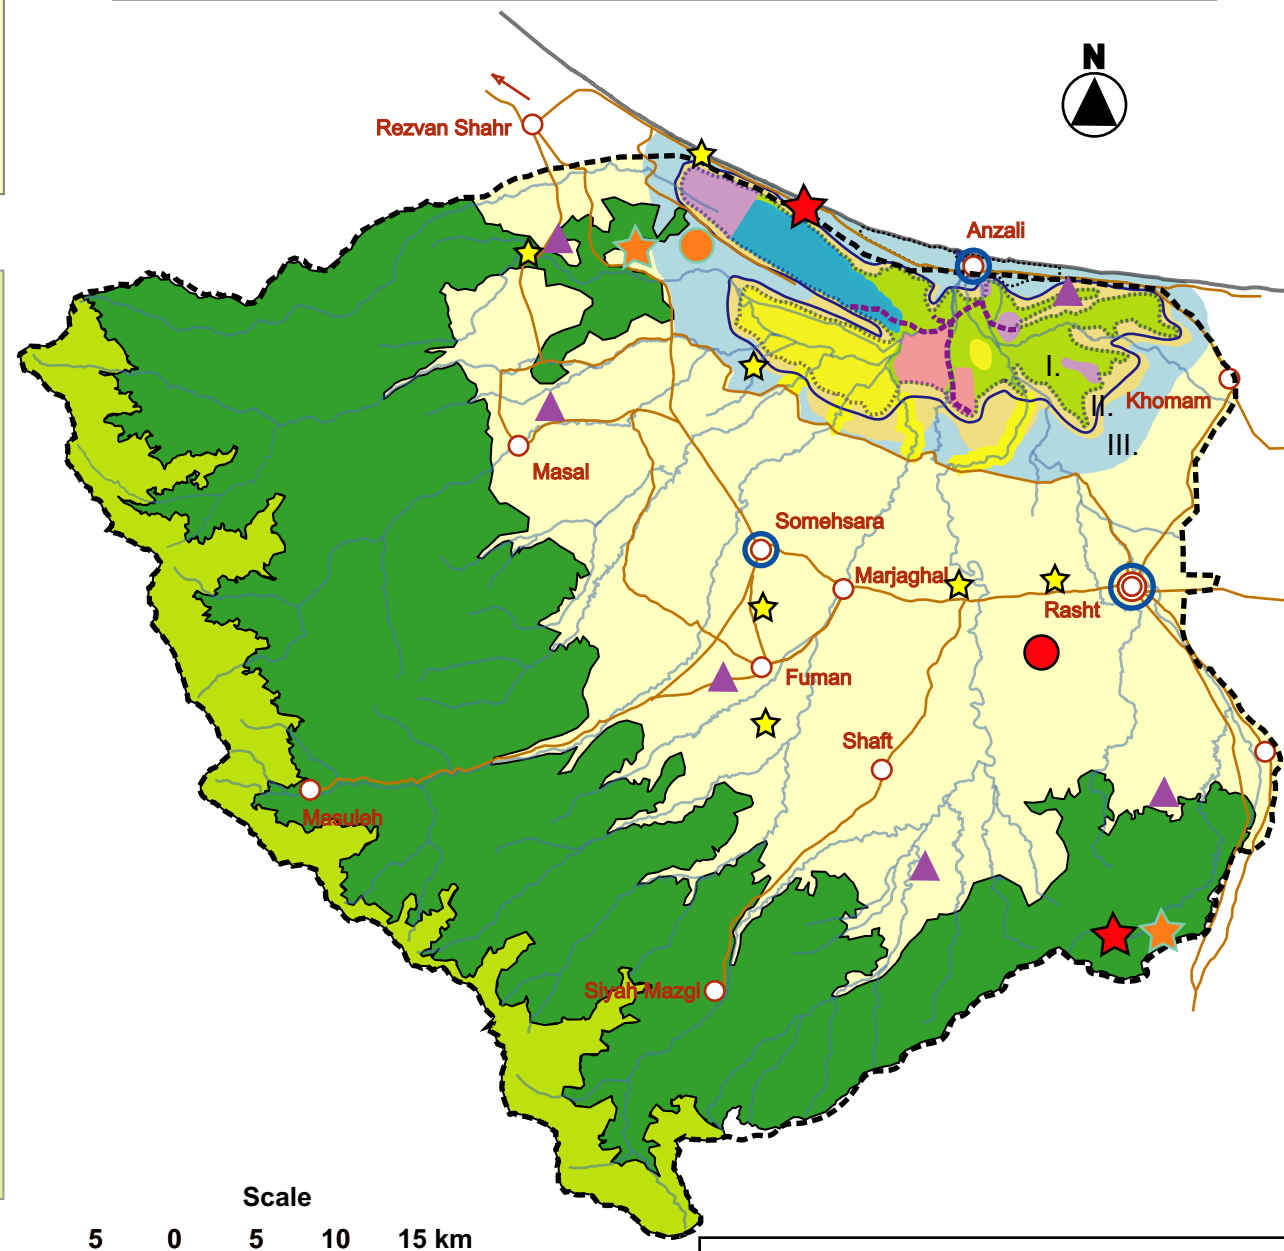 N
Rezvan Shahr
Anzali
I.
II.
Khomam
III.
Masal
Somehsara
Marjaghal
Rasht
Fuman
Shaft
Masuleh
Siyah Mazgi
Scale
5 0 5 10 15 km